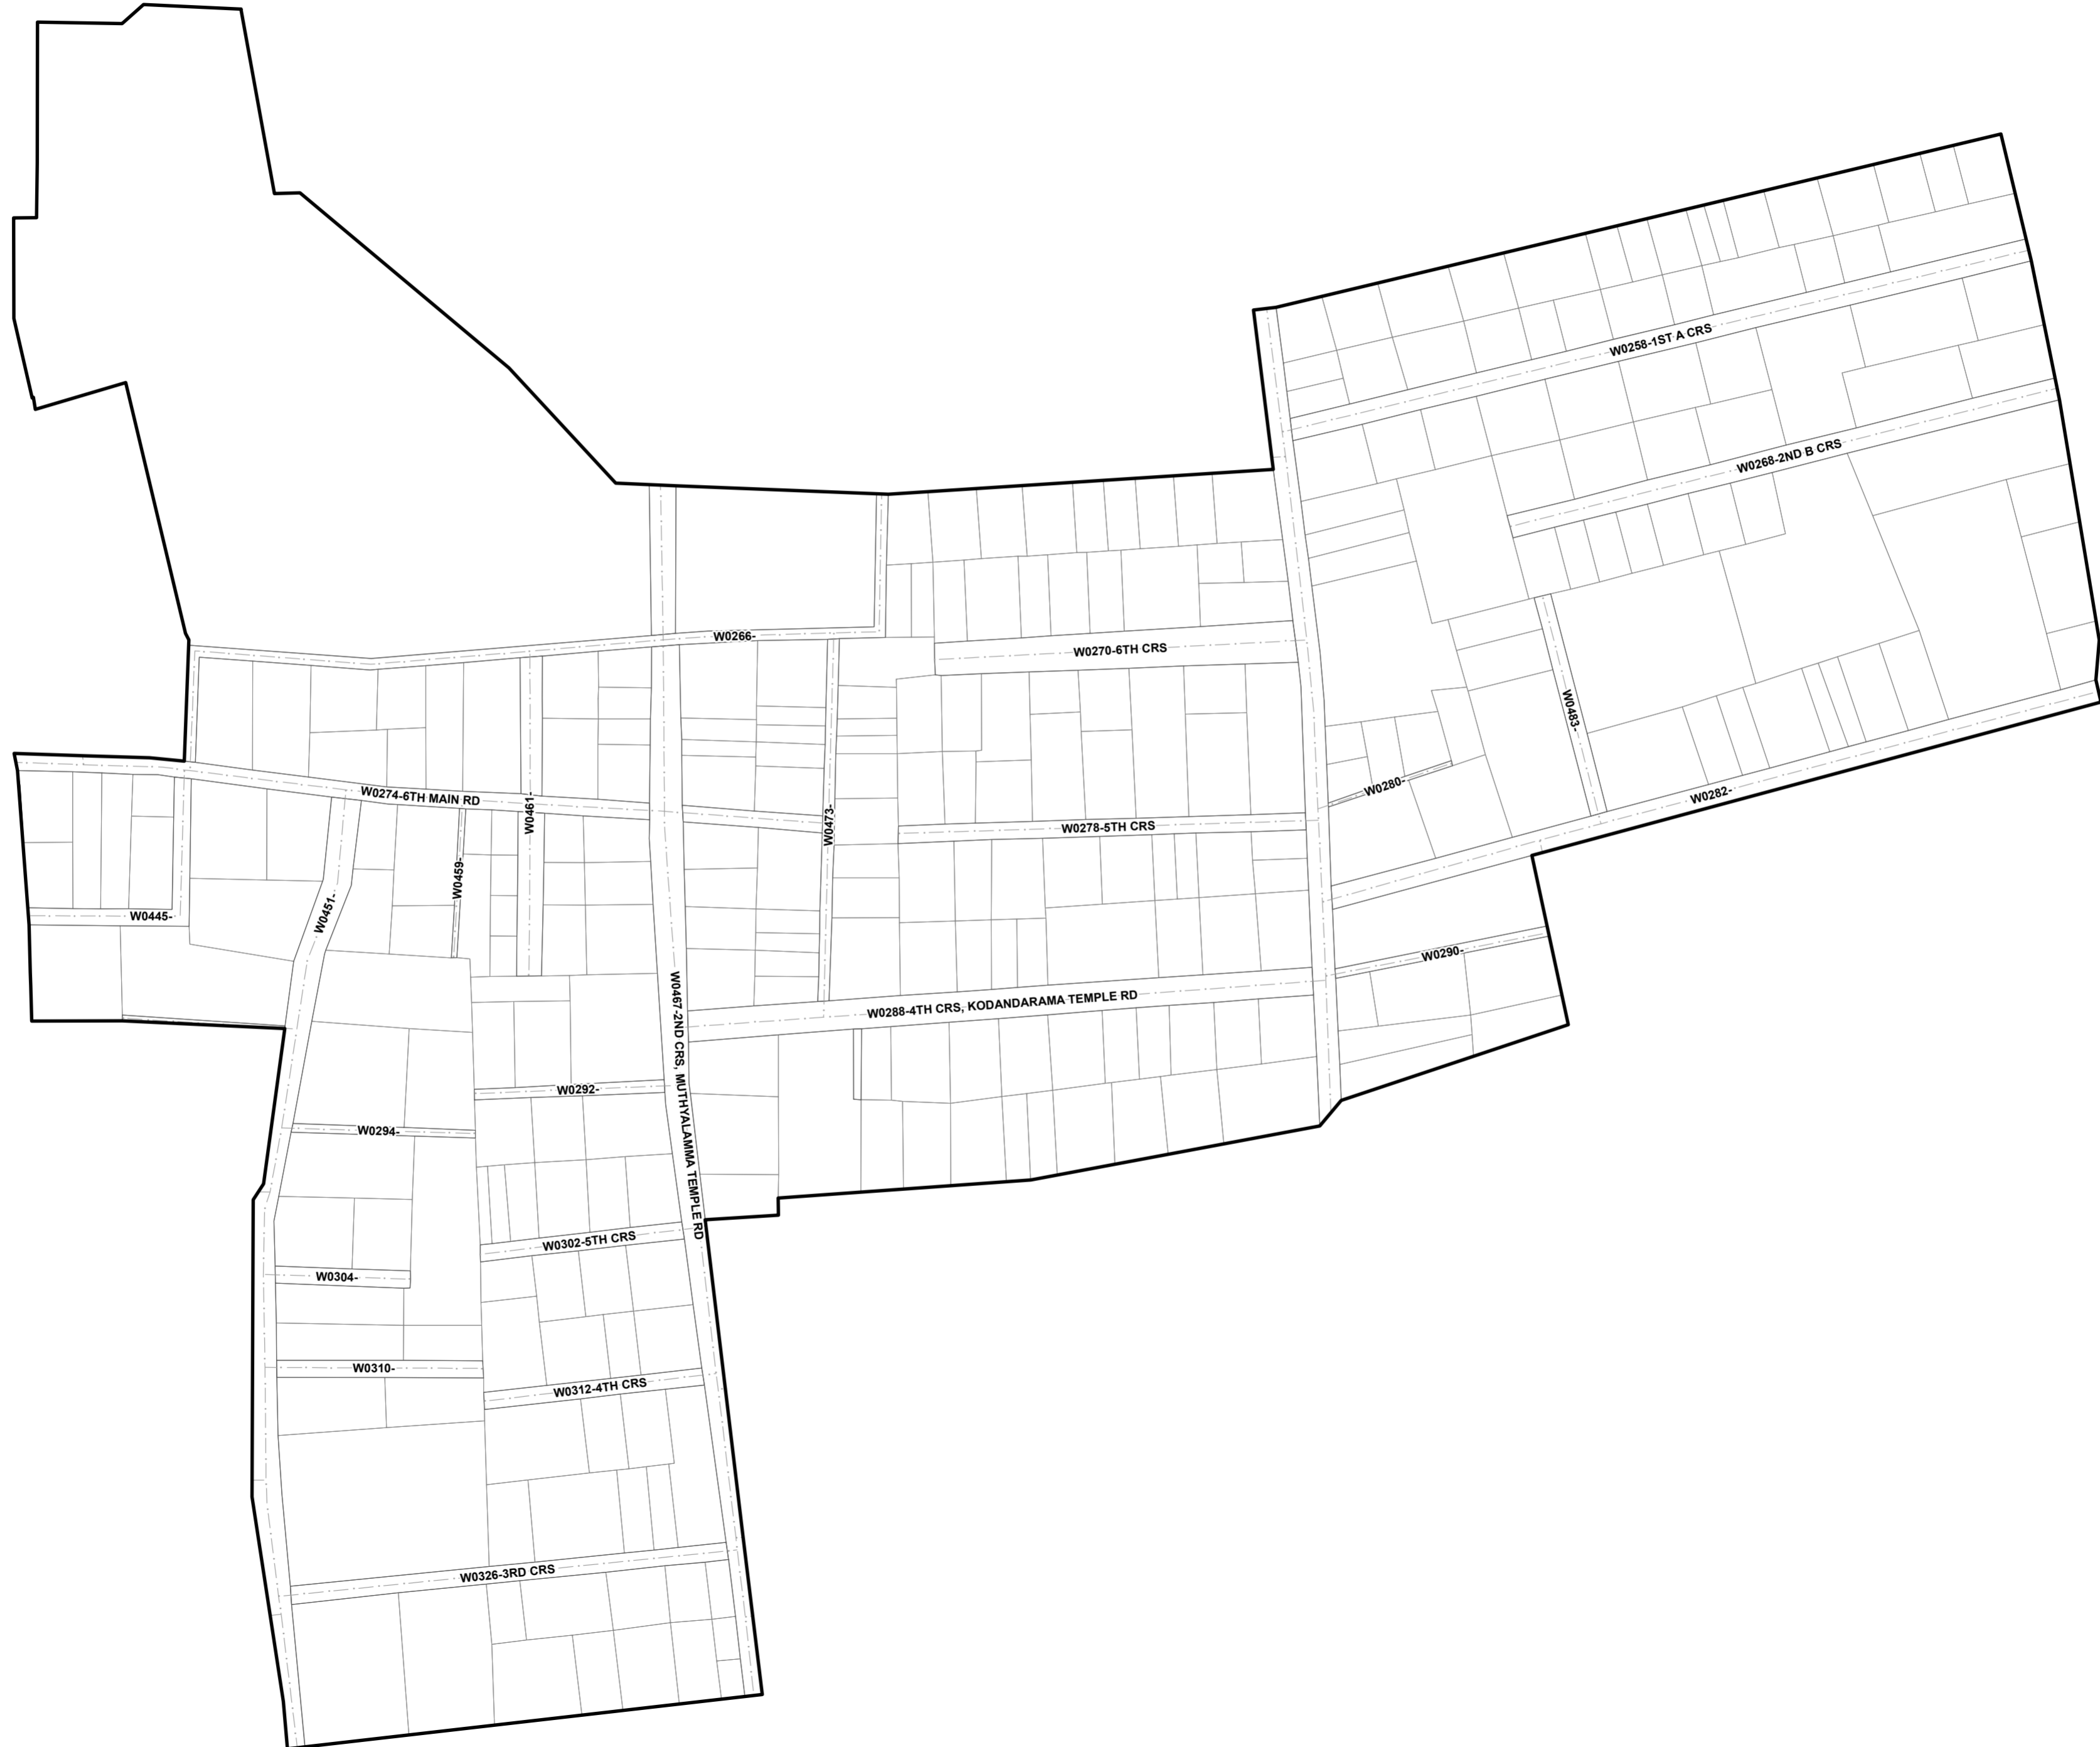 W0258-1ST A CRS
W0268-2ND B CRS
W0266-
W0270-6TH CRS
W0483-
W0280-
W0274-6TH MAIN RD
W0282-
W0461-
W0473-
W0278-5TH CRS
W0459-
W0451-
W0445-
W0290-
W0288-4TH CRS, KODANDARAMA TEMPLE RD
W0467-2ND CRS, MUTHYALAMMA TEMPLE RD
W0292-
W0294-
W0302-5TH CRS
W0304-
W0310-
W0312-4TH CRS
W0326-3RD CRS